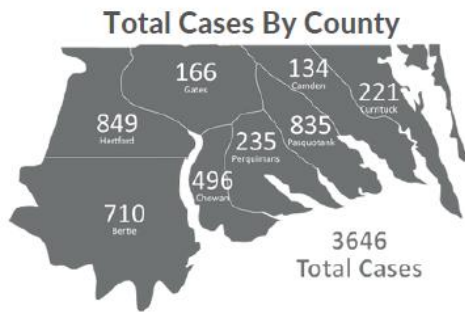 Total Cases By County
166
Gates
134
Camden
221
Currituck
849
Hertford
235
Perquimans
835
Pasquotank
496
Chowan
710
Bertie
3646
Total Cases